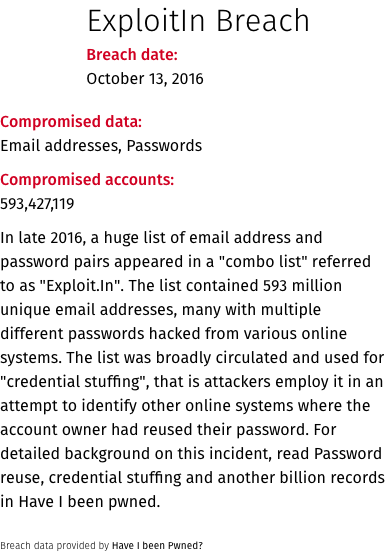 ExploitIn Breach
Breach date:
October 13, 2016
Compromised data:
Email addresses, Passwords
Compromised accounts:
593,427,119
In late 2016, a huge list of email address and
password pairs appeared in a "combo list" referred
to as "Exploit.In". The list contained 593 million
unique email addresses, many with multiple
different passwords hacked from various online
systems. The list was broadly circulated and used for
"credential stuffing", that is attackers employ it in an
attempt to identify other online systems where the
account owner had reused their password. For
detailed background on this incident, read Password
reuse, credential stuffing and another billion records
in Have I been pwned.
Breach data provided by Have I been Pwned?